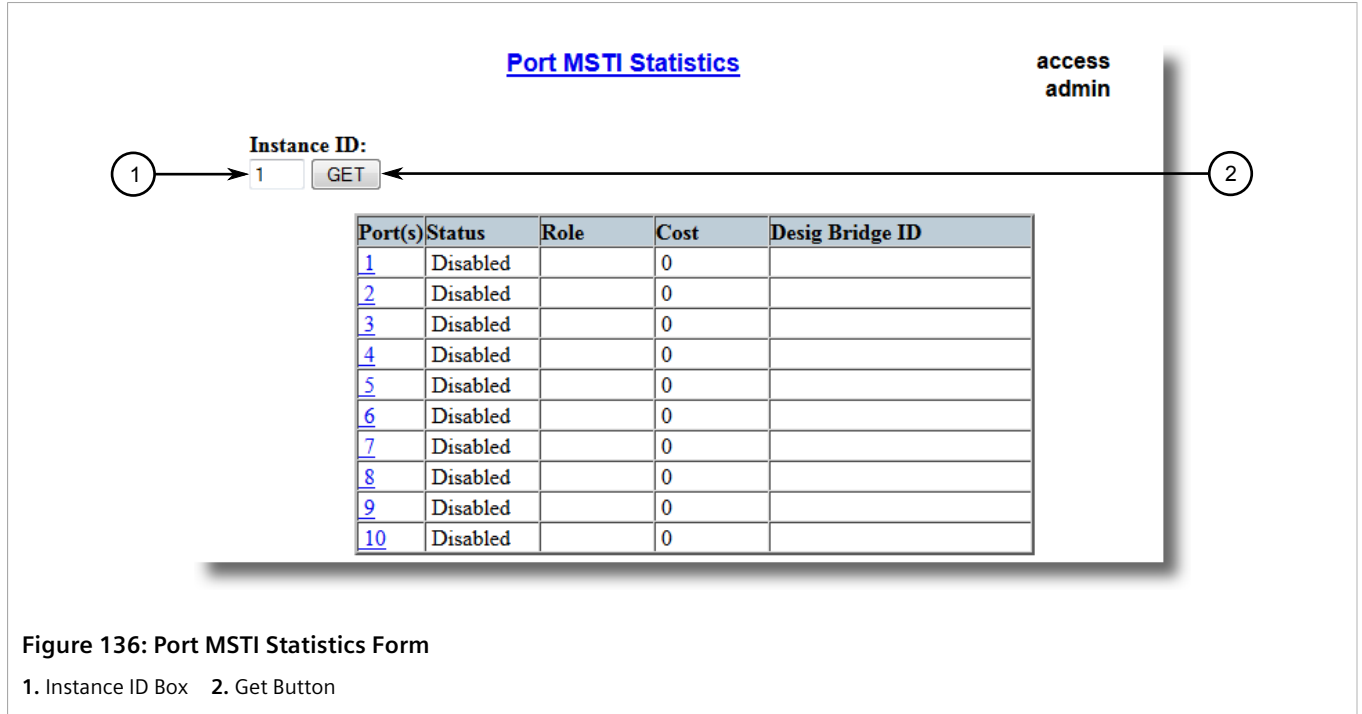 Port MSTI Statistics
access
admin
Instance ID:
1
1 GET
2
Port(s) Status Role Cost Desig Bridge ID
1 Disabled 0
2 Disabled 0
3 Disabled 0
4 Disabled 0
5 Disabled 0
6 Disabled 0
7 Disabled 0
8 Disabled 0
9 Disabled 0
10 Disabled 0
Figure 136: Port MSTI Statistics Form
1. Instance ID Box 2. Get Button